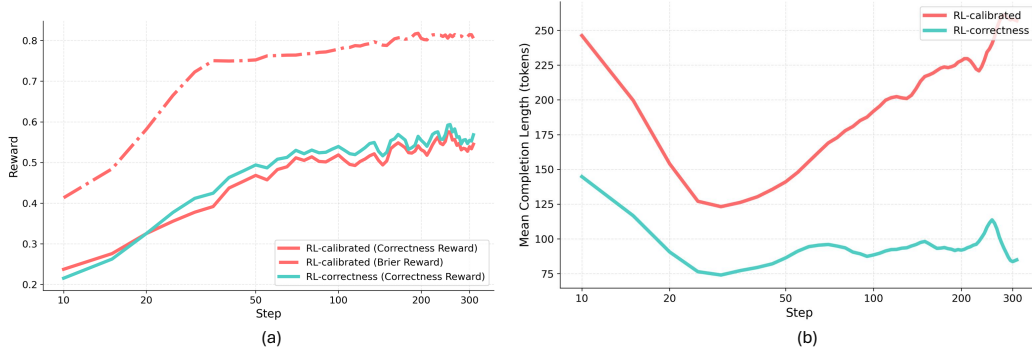 Reward
0.8
0.7
0.6
0.5
0.4
0.3
0.2
10
20
50
100
200
300
Step
RL-calibrated (Correctness Reward)
RL-calibrated (Brier Reward)
RL-correctness (Correctness Reward)
(a)
Mean Completion Length (tokens)
250
225
200
175
150
125
100
75
10
20
50
100
200
300
Step
RL-calibrated
RL-correctness
(b)